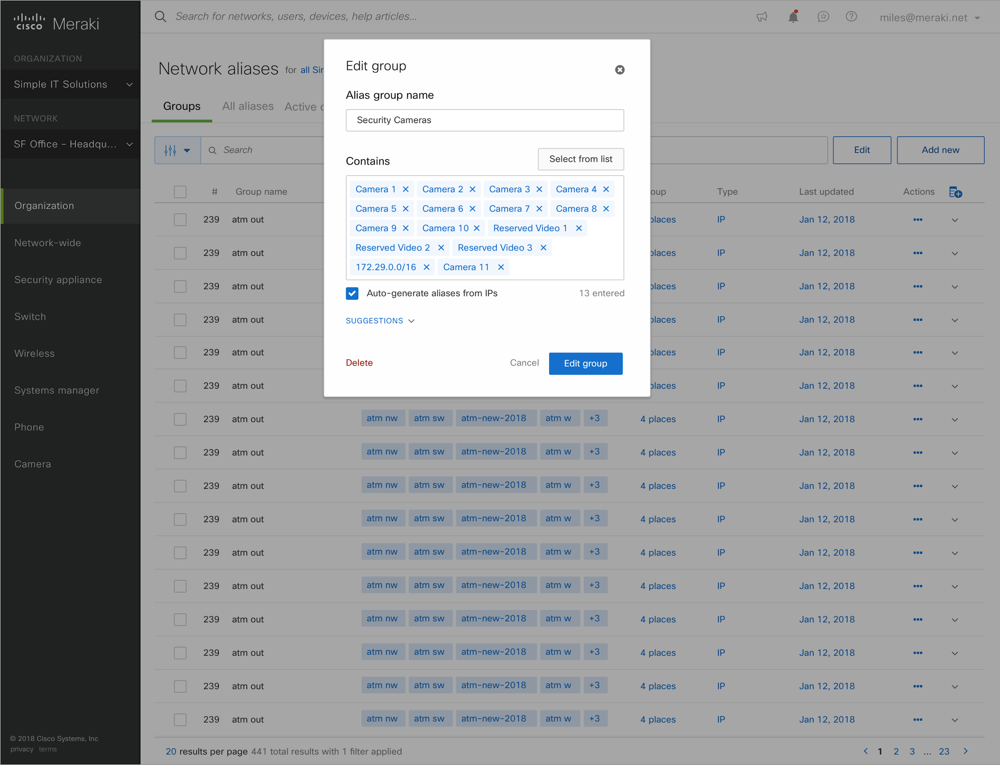 cisco Meraki
Search for networks, users, devices, help articles...
miles@meraki.net
ORGANIZATION
Simple IT Solutions
NETWORK
SF Office – Headqu...
Organization
Network-wide
Security appliance
Switch
Wireless
Systems manager
Phone
Camera
© 2018 Cisco Systems, Inc
privacy terms
Network aliases for all
Groups All aliases Active
Search
Edit Add new
# Group name Type Last updated Actions
239 atm out IP Jan 12, 2018
239 atm out IP Jan 12, 2018
239 atm out IP Jan 12, 2018
239 atm out IP Jan 12, 2018
239 atm out IP Jan 12, 2018
239 atm out IP Jan 12, 2018
239 atm out atm nw atm sw atm-new-2018 atm w +3 4 places IP Jan 12, 2018
239 atm out atm nw atm sw atm-new-2018 atm w +3 4 places IP Jan 12, 2018
239 atm out atm nw atm sw atm-new-2018 atm w +3 4 places IP Jan 12, 2018
239 atm out atm nw atm sw atm-new-2018 atm w +3 4 places IP Jan 12, 2018
239 atm out atm nw atm sw atm-new-2018 atm w +3 4 places IP Jan 12, 2018
239 atm out atm nw atm sw atm-new-2018 atm w +3 4 places IP Jan 12, 2018
239 atm out atm nw atm sw atm-new-2018 atm w +3 4 places IP Jan 12, 2018
239 atm out atm nw atm sw atm-new-2018 atm w +3 4 places IP Jan 12, 2018
239 atm out atm nw atm sw atm-new-2018 atm w +3 4 places IP Jan 12, 2018
239 atm out atm nw atm sw atm-new-2018 atm w +3 4 places IP Jan 12, 2018
20 results per page 441 total results with 1 filter applied
1 2 3 ... 23
Edit group
Alias group name
Security Cameras
Contains Select from list
Camera 1 Camera 2 Camera 3 Camera 4
Camera 5 Camera 6 Camera 7 Camera 8
Camera 9 Camera 10 Reserved Video 1
Reserved Video 2 Reserved Video 3
172.29.0.0/16 Camera 11
Auto-generate aliases from IPs 13 entered
SUGGESTIONS
Delete Cancel Edit group